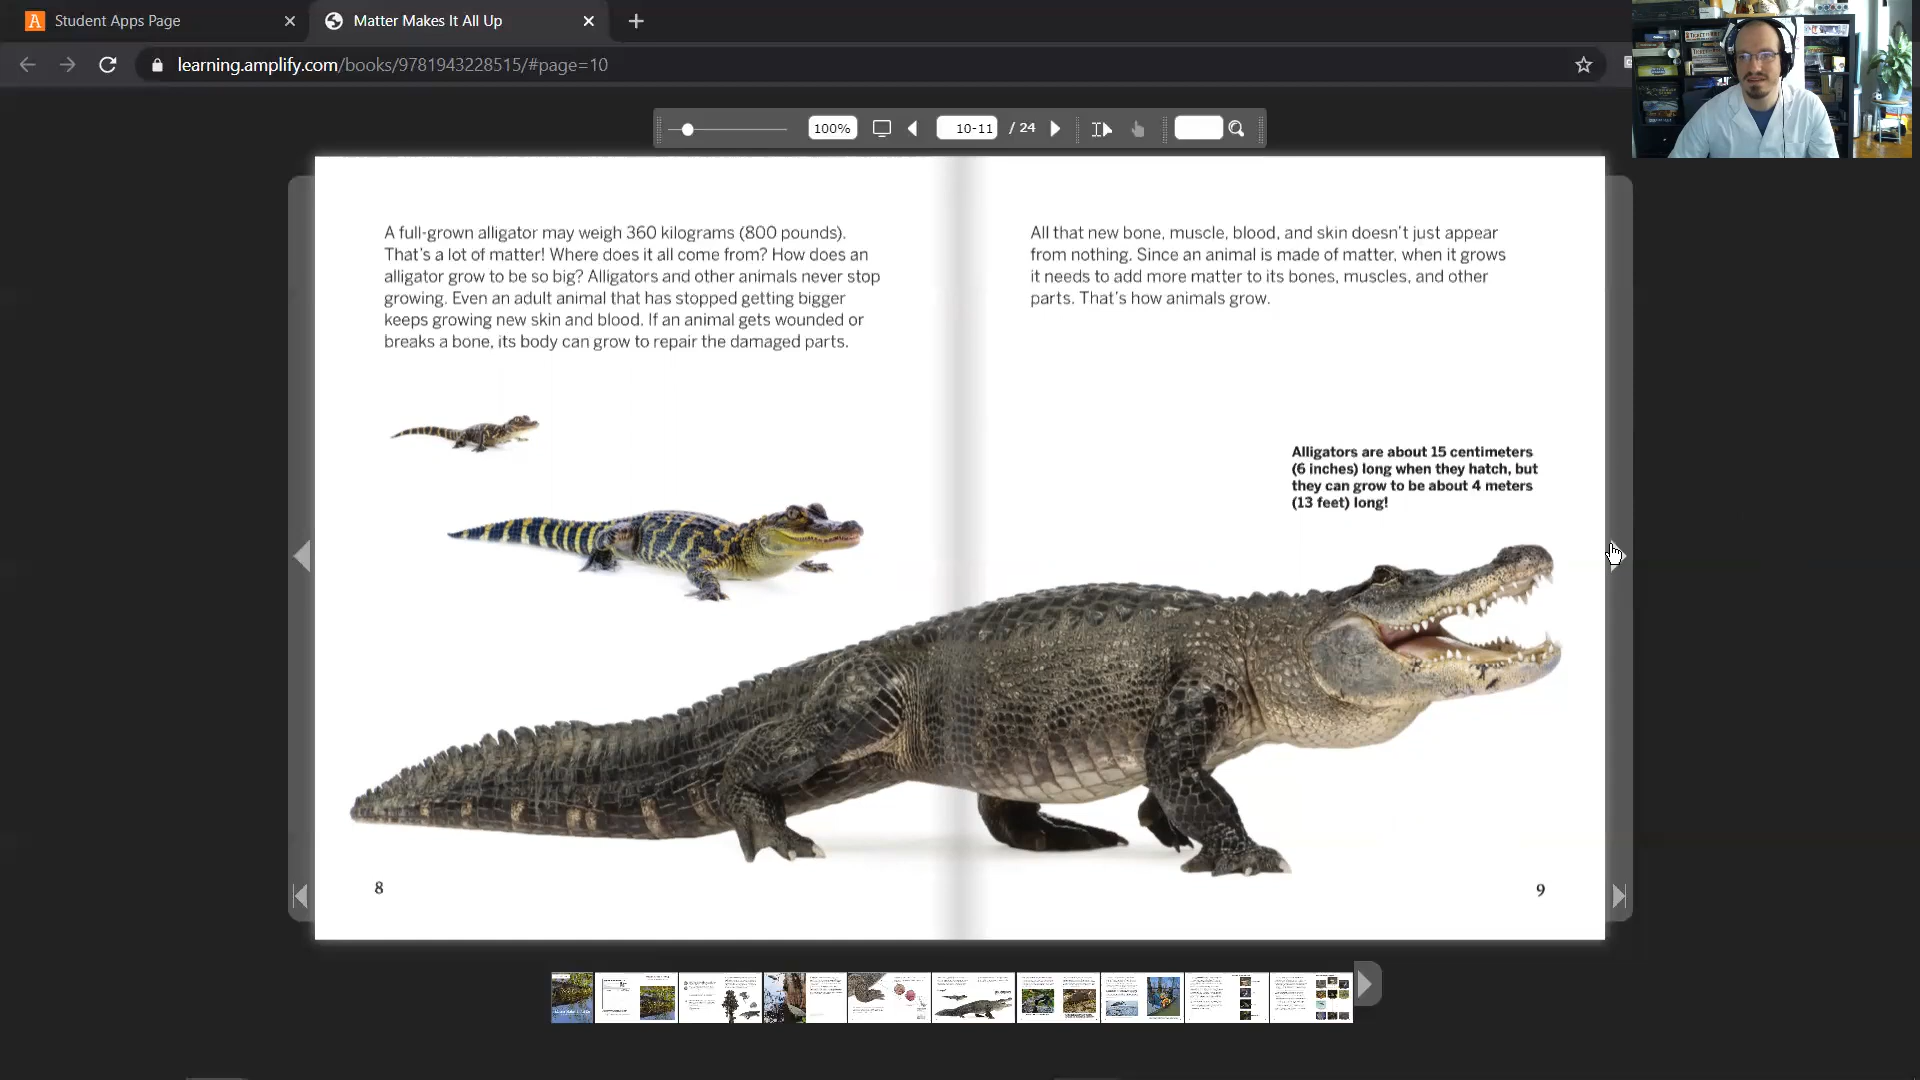 Student Apps Page
Matter Makes It All Up
learning.amplify.com/books/9781943228515/#page=10
100%
10-11
/ 24
A full-grown alligator may weigh 360 kilograms (800 pounds).
That's a lot of matter! Where does it all come from? How does an
alligator grow to be so big? Alligators and other animals never stop
growing. Even an adult animal that has stopped getting bigger
keeps growing new skin and blood. If an animal gets wounded or
breaks a bone, its body can grow to repair the damaged parts.
8
All that new bone, muscle, blood, and skin doesn't just appear
from nothing. Since an animal is made of matter, when it grows
it needs to add more matter to its bones, muscles, and other
parts. That's how animals grow.
Alligators are about 15 centimeters
(6 inches) long when they hatch, but
they can grow to be about 4 meters
(13 feet) long!
9